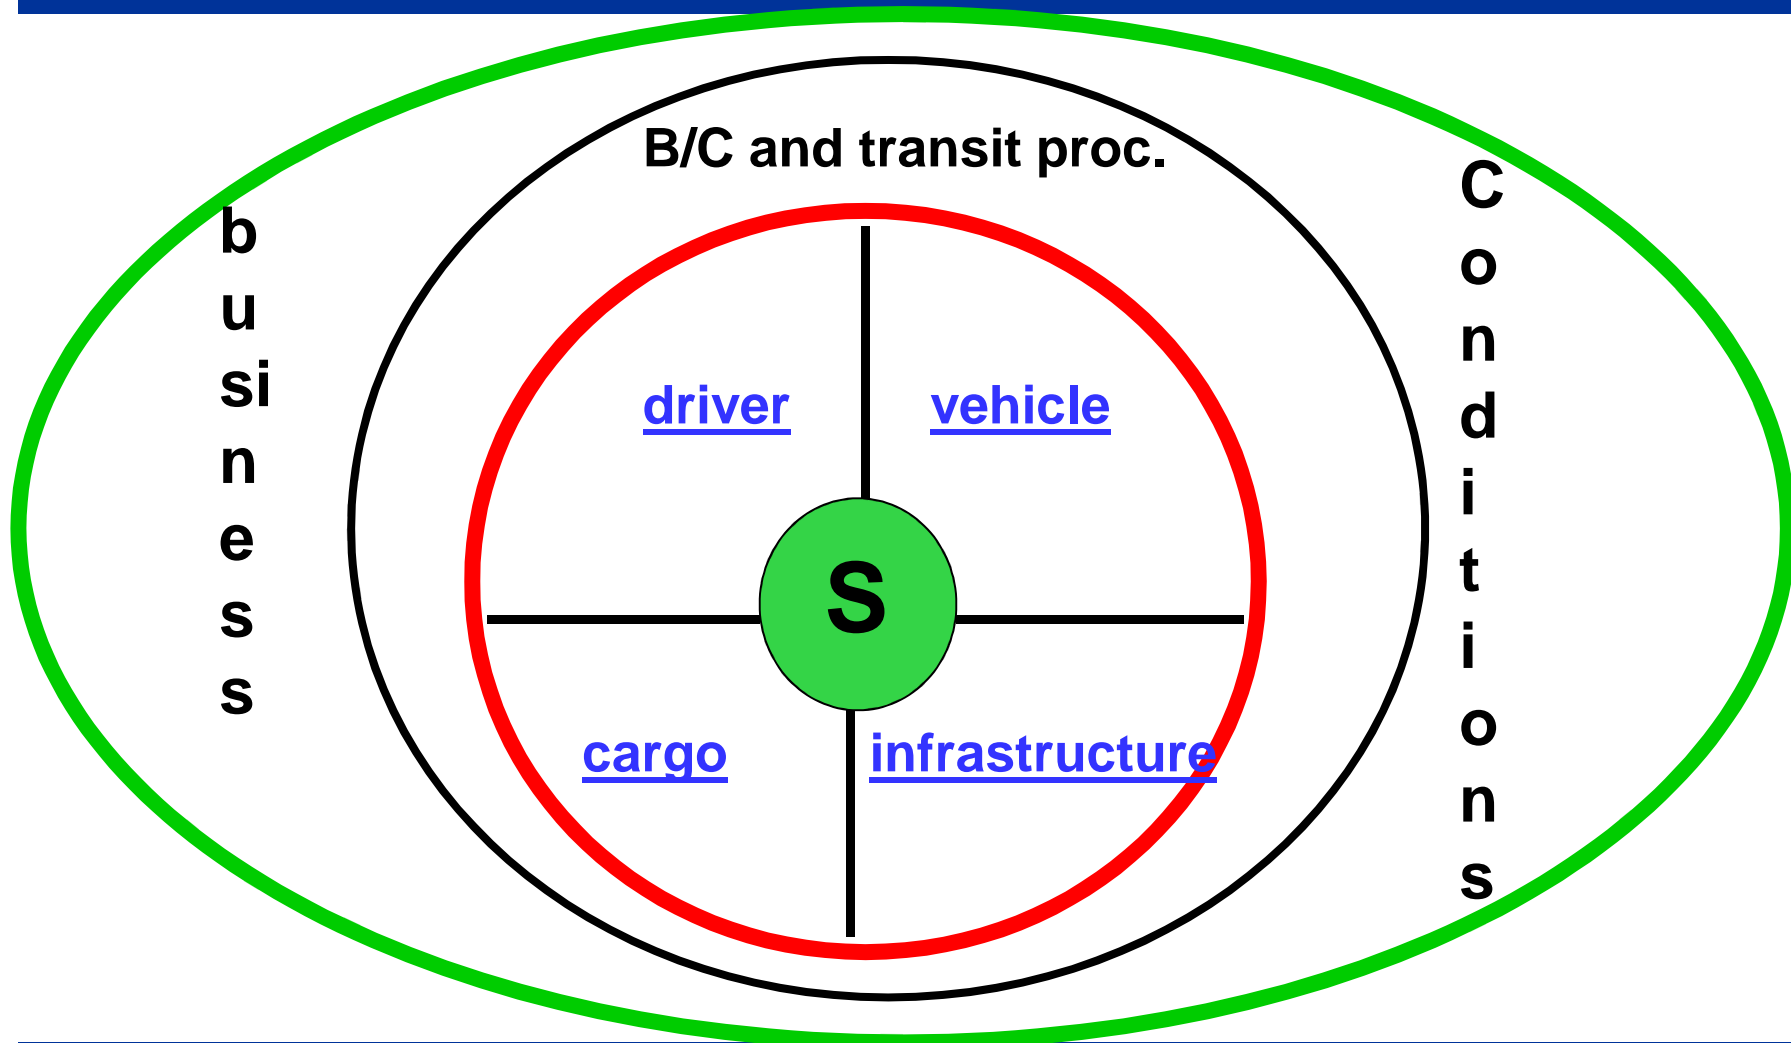 B/C and transit proc.
b
u
si
n
e
s
s
C
o
n
d
i
t
i
o
n
s
driver
vehicle
S
cargo
infrastructure